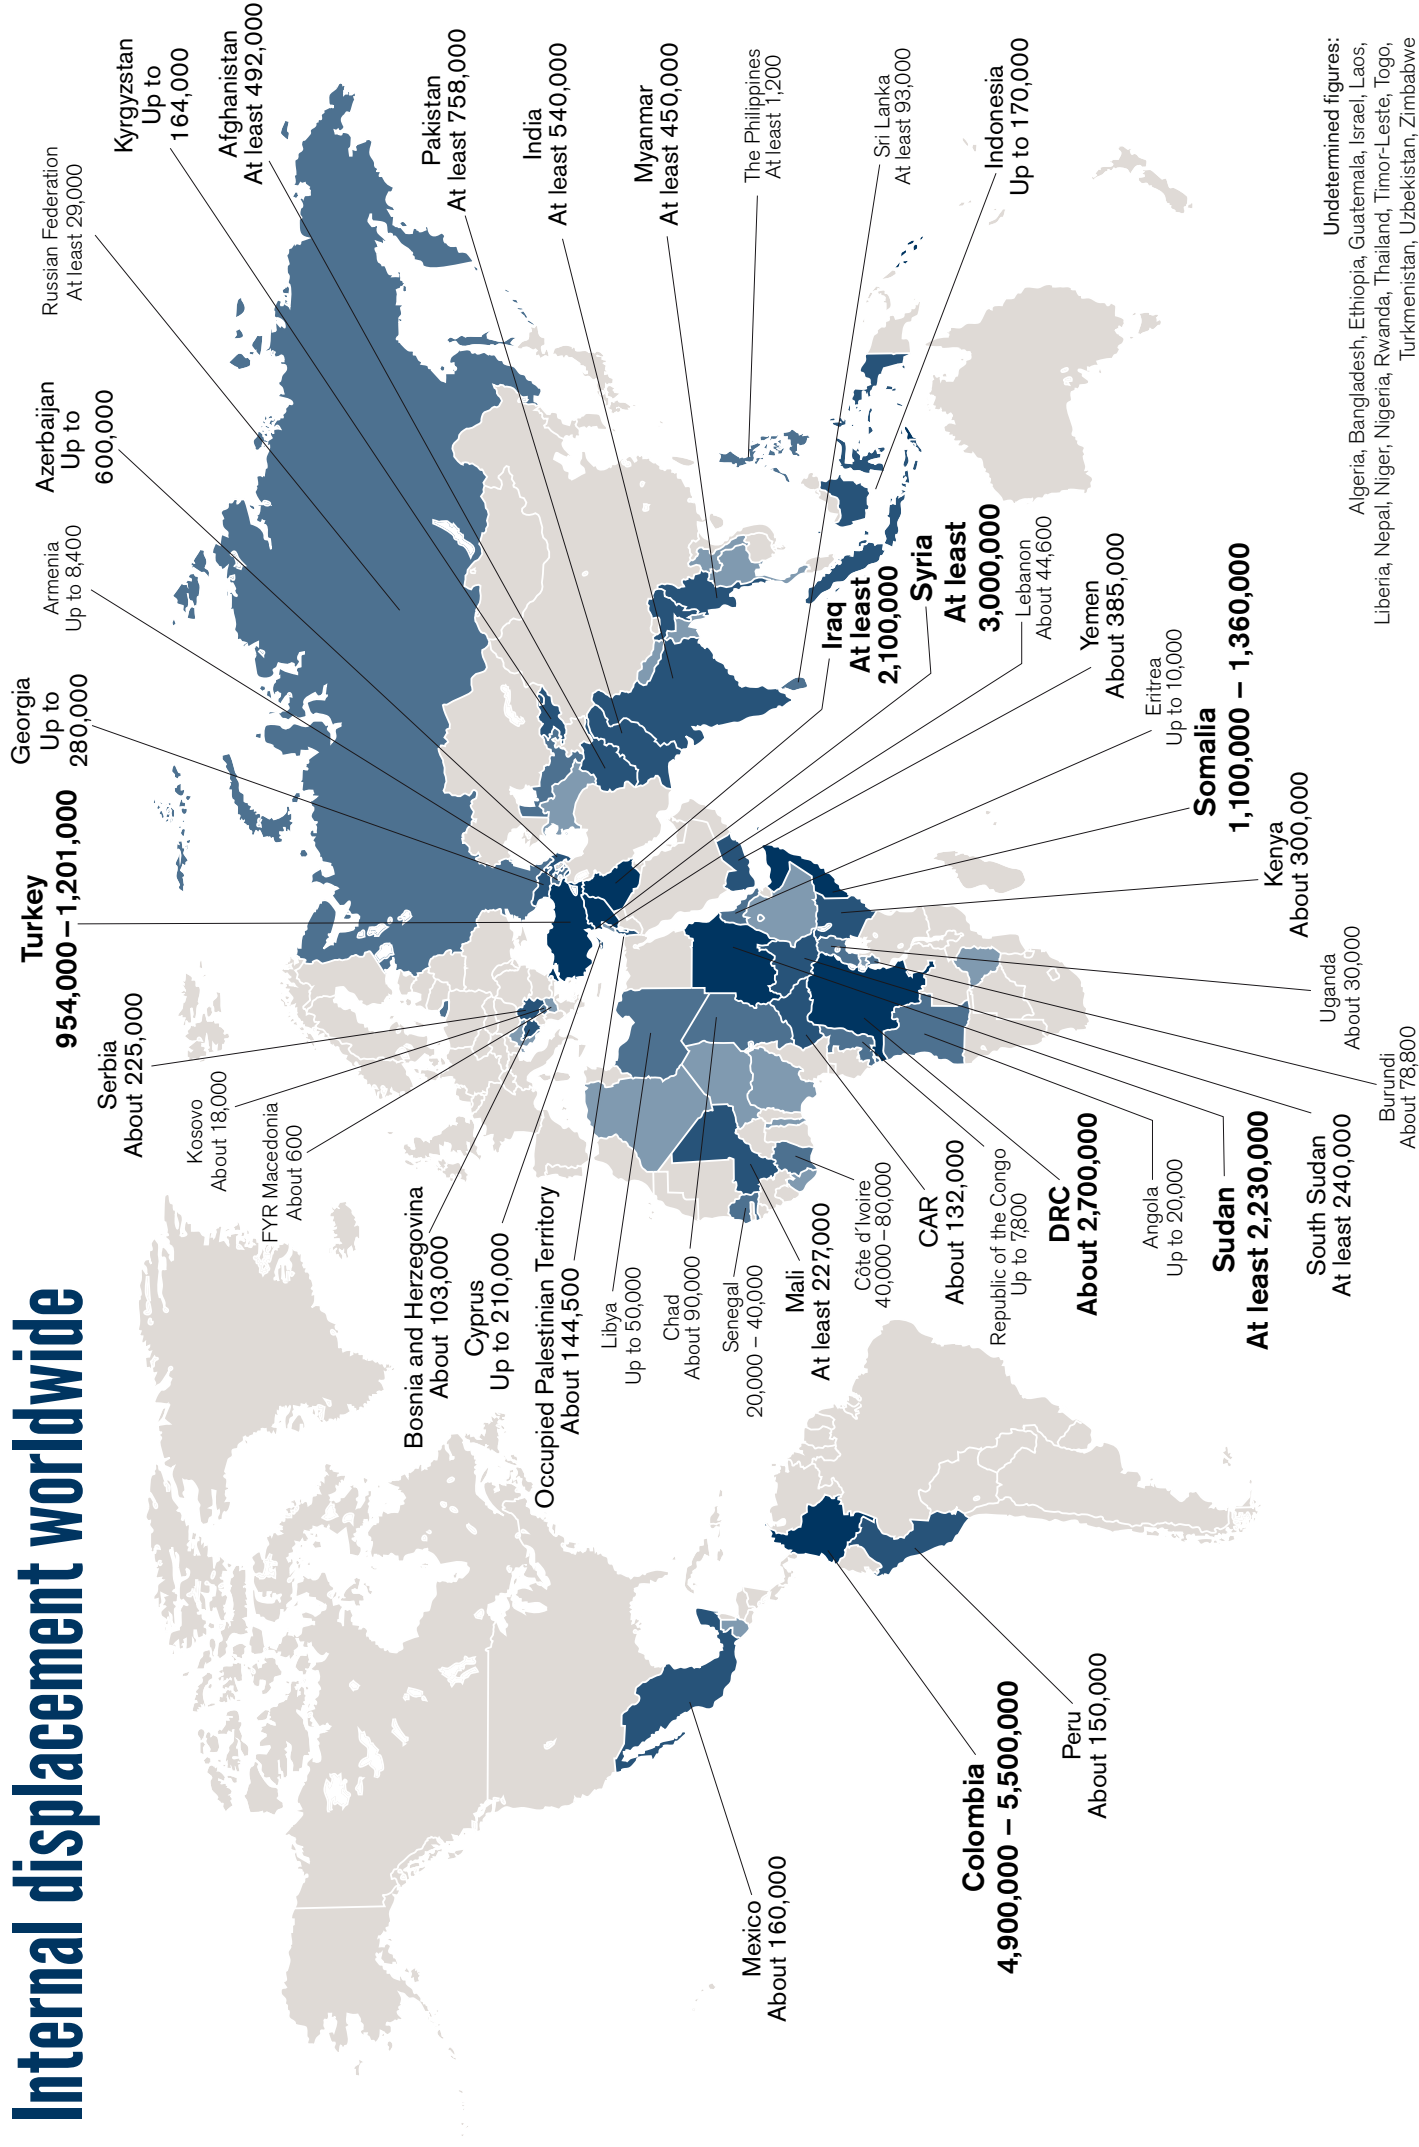 Internal displacement worldwide
Turkey
954,000–1,201,000
Georgia
Up to
280,000
Armenia
Up to 8,400
Azerbaijan
Up to
600,000
Russian Federation
At least 29,000
Kyrgyzstan
Up to
164,000
Afghanistan
At least 492,000
Pakistan
At least 758,000
India
At least 540,000
Myanmar
At least 450,000
The Philippines
At least 1,200
Sri Lanka
At least 93,000
Indonesia
Up to 170,000
Serbia
About 225,000
Kosovo
About 18,000
FYR Macedonia
About 600
Bosnia and Herzegovina
About 103,000
Cyprus
Up to 210,000
Occupied Palestinian Territory
About 144,500
Libya
Up to 50,000
Chad
About 90,000
Senegal
20,000 – 40,000
Mali
At least 227,000
Côte d´Ivoire
40,000–80,000
CAR
About 132,000
Republic of the Congo
Up to 7,800
DRC
About 2,700,000
Angola
Up to 20,000
Sudan
At least 2,230,000
South Sudan
At least 240,000
Burundi
About 78,800
Uganda
About 30,000
Kenya
About 300,000
Somalia
1,100,000 – 1,360,000
Eritrea
Up to 10,000
Yemen
About 385,000
Lebanon
About 44,600
Syria
At least
3,000,000
Iraq
At least
2,100,000
Mexico
About 160,000
Colombia
4,900,000 – 5,500,000
Peru
About 150,000
Undetermined figures:
Algeria, Bangladesh, Ethiopia, Guatemala, Israel, Laos,
Liberia, Nepal, Niger, Nigeria, Rwanda, Thailand, Timor-Leste, Togo,
Turkmenistan, Uzbekistan, Zimbabwe